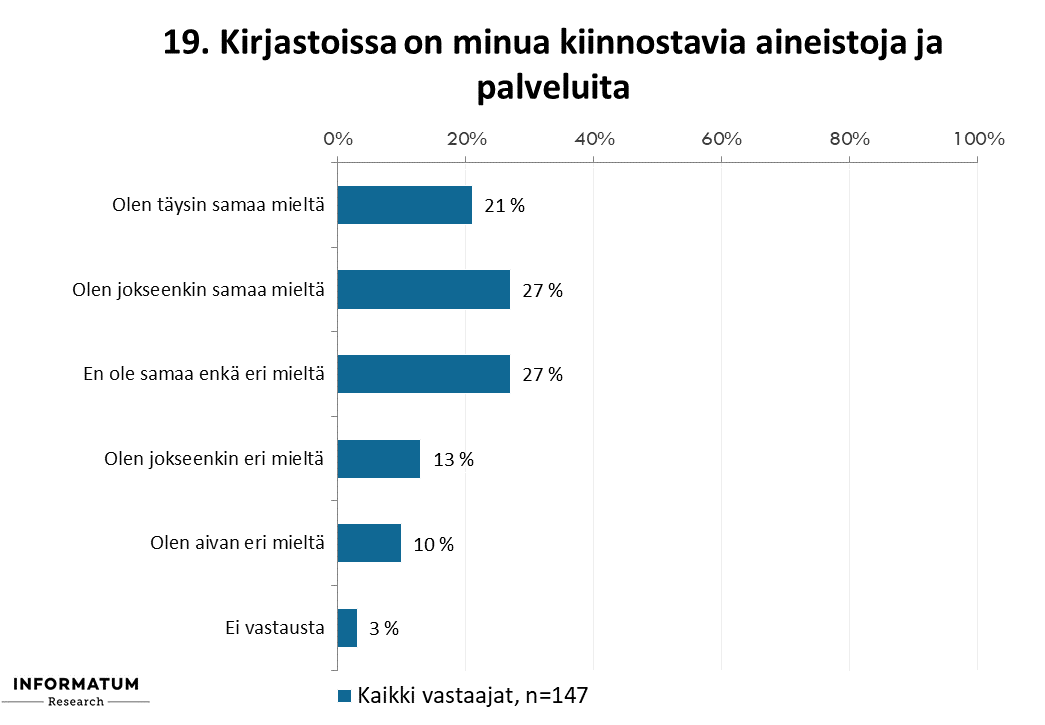 19. Kirjastoissa on minua kiinnostavia aineistoja ja
palveluita
0% 20% 40% 60% 80% 100%
Olen täysin samaa mieltä 21 %
Olen jokseenkin samaa mieltä 27 %
En ole samaa enkä eri mieltä 27 %
Olen jokseenkin eri mieltä 13 %
Olen aivan eri mieltä 10 %
Ei vastausta 3 %
Kaikki vastaajat, n=147
INFORMATUM
Research